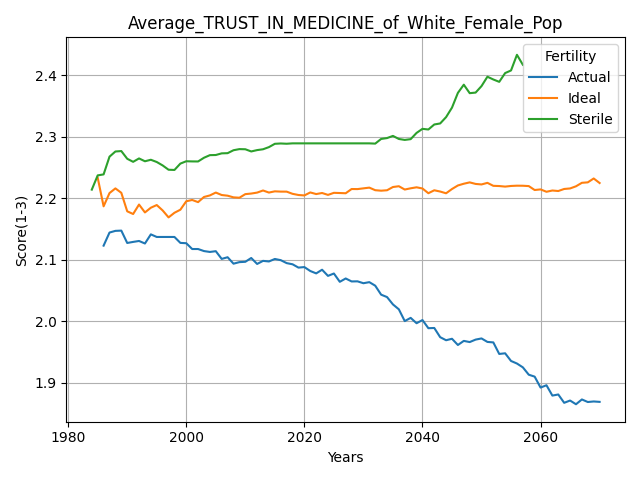 Average_TRUST_IN_MEDICINE_of_White_Female_Pop
Fertility
Actual
Ideal
Sterile
Score(1-3)
2.4
2.3
2.2
2.1
2.0
1.9
1980
2000
2020
2040
2060
Years